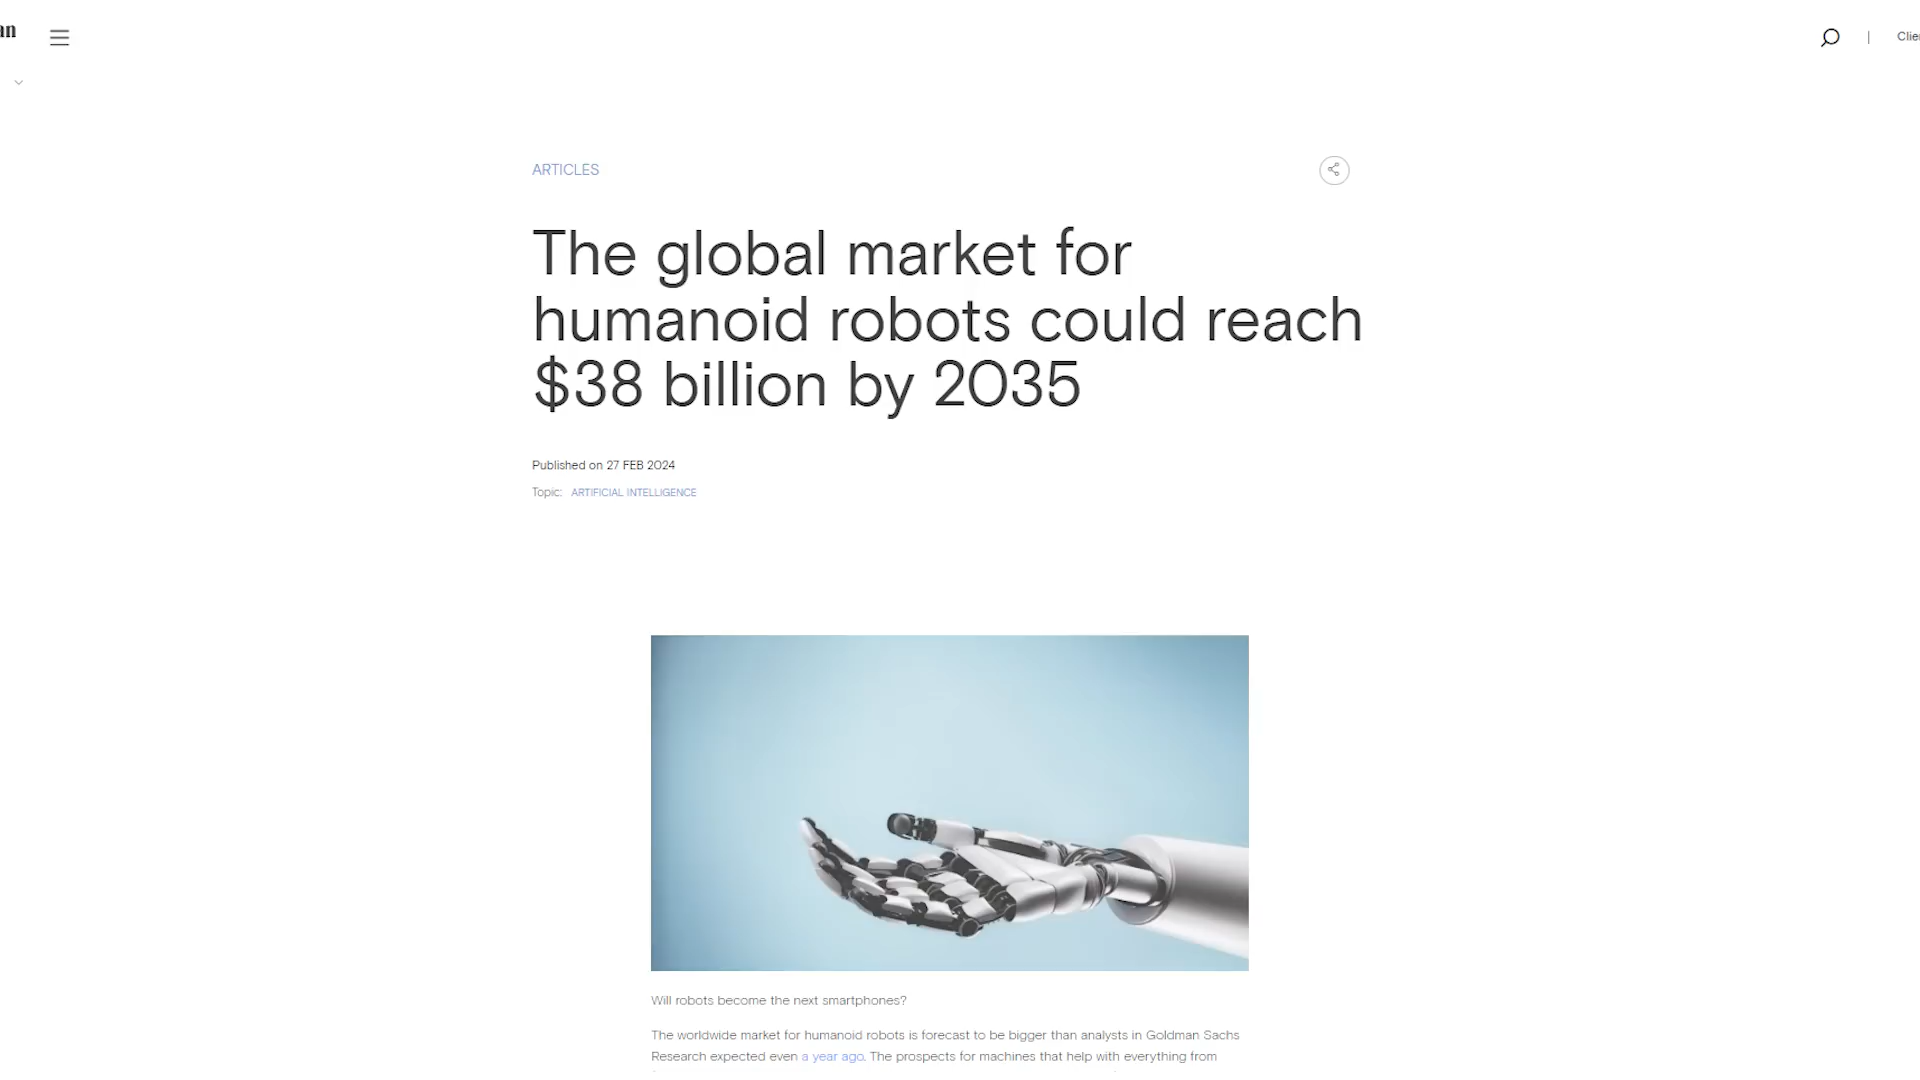 an
| Clie
ARTICLES
The global market for
humanoid robots could reach
$38 billion by 2035
Published on 27 FEB 2024
Topic: ARTIFICIAL INTELLIGENCE
Will robots become the next smartphones?
The worldwide market for humanoid robots is forecast to be bigger than analysts in Goldman Sachs
Research expected even a year ago. The prospects for machines that help with everything from